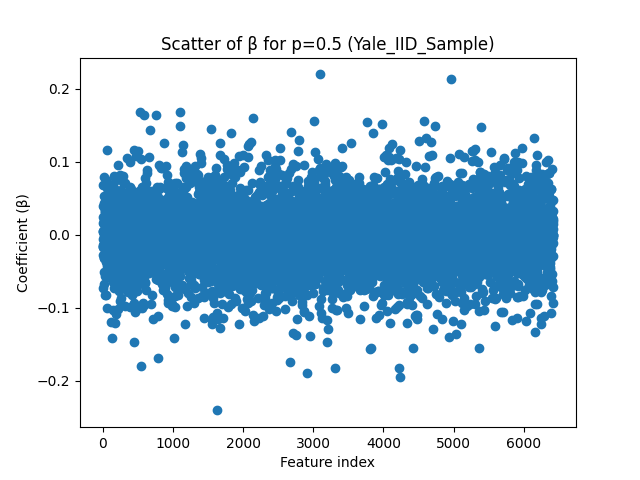 Scatter of β for p=0.5 (Yale_IID_Sample)
0.2
0.1
0.0
−0.1
−0.2
Coefficient (β)
0 1000 2000 3000 4000 5000 6000
Feature index